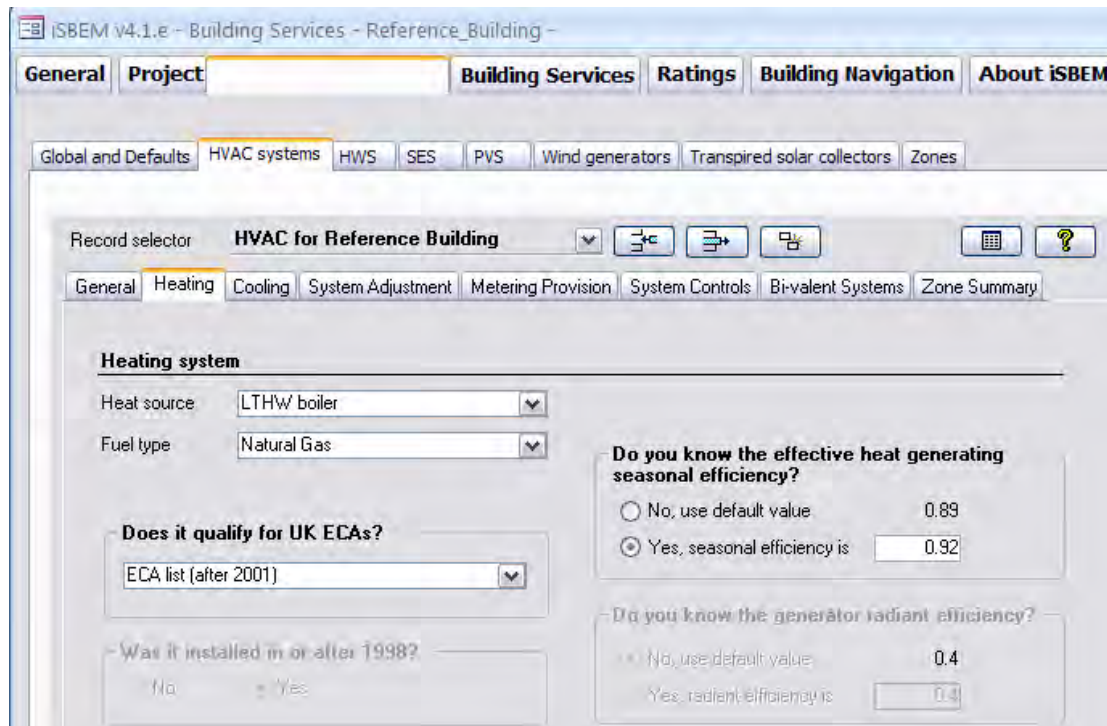 iSBEM v4.1.e - Building Services - Reference_Building -
General Project Building Services Ratings Building Navigation About iSBEM
Global and Defaults HVAC systems HWS SES PVS Wind generators Transpired solar collectors Zones
Record selector HVAC for Reference Building ?
General Heating Cooling System Adjustment Metering Provision System Controls Bi-valent Systems Zone Summary
Heating system
Heat source LTHW boiler
Fuel type Natural Gas
Do you know the effective heat generating
seasonal efficiency?
No, use default value 0.89
Yes, seasonal efficiency is 0.92
Does it qualify for UK ECAs?
ECA list (after 2001)
Do you know the generator radiant efficiency?
No, use default value 0.4
Yes, radiant efficiency is 0.4
Was it installed in or after 1998?
No Yes